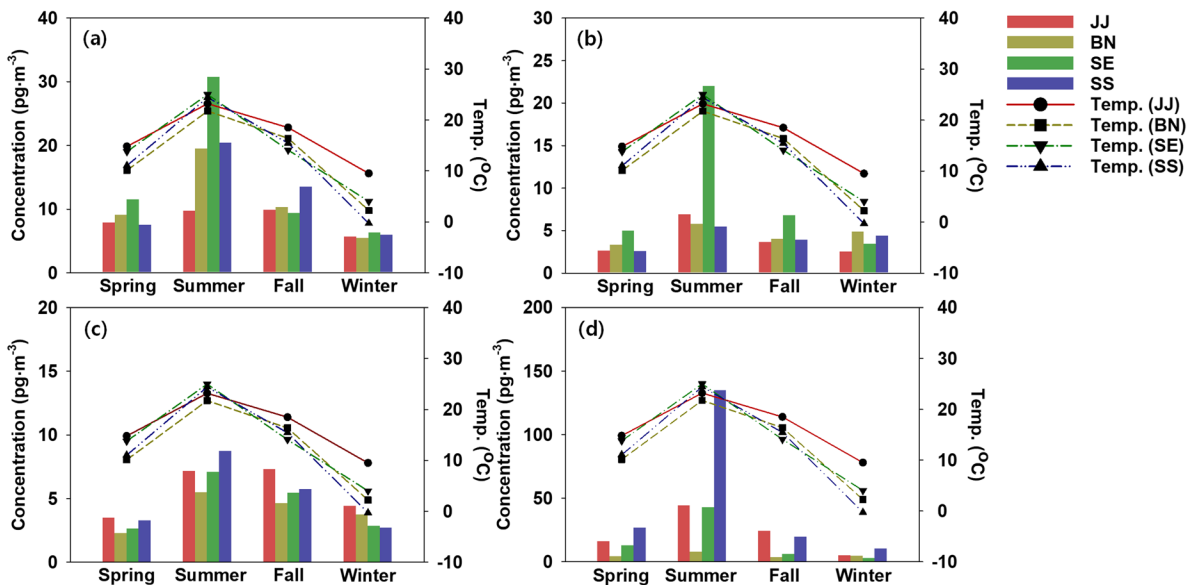 (a)
Concentration (pg·m-3)
40
30
20
10
0
40
30
20
10
0
-10
Temp. (oC)
Spring Summer Fall Winter
(b)
Concentration (pg·m-3)
30
25
20
15
10
5
0
40
30
20
10
0
-10
Temp. (oC)
Spring Summer Fall Winter
JJ
BN
SE
SS
Temp. (JJ)
Temp. (BN)
Temp. (SE)
Temp. (SS)
(c)
Concentration (pg·m-3)
20
15
10
5
0
40
30
20
10
0
-10
Temp. (oC)
Spring Summer Fall Winter
(d)
Concentration (pg·m-3)
200
150
100
50
0
40
30
20
10
0
-10
Temp. (oC)
Spring Summer Fall Winter